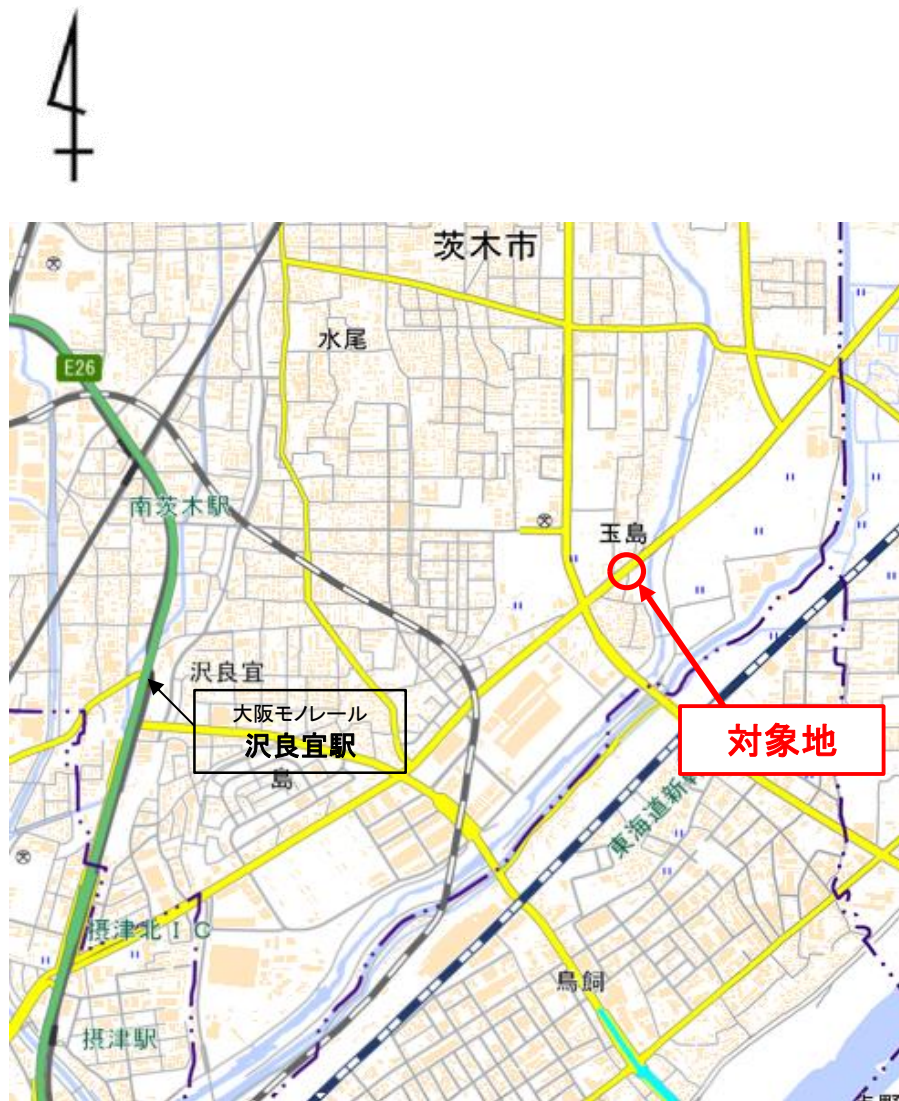 茨木市
水尾
E26
南茨木駅
玉島
沢良宜
大阪モノレール
沢良宜駅
島
対象地
東海道新
摂津北IC
鳥飼
摂津駅